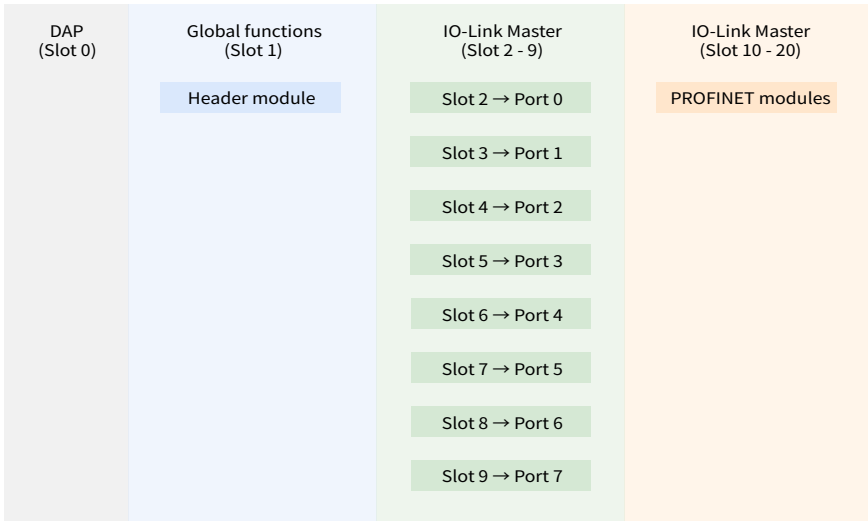 DAP
(Slot 0)
Global functions
(Slot 1)
Header module
IO-Link Master
(Slot 2 - 9)
Slot 2 → Port 0
Slot 3 → Port 1
Slot 4 → Port 2
Slot 5 → Port 3
Slot 6 → Port 4
Slot 7 → Port 5
Slot 8 → Port 6
Slot 9 → Port 7
IO-Link Master
(Slot 10 - 20)
PROFINET modules